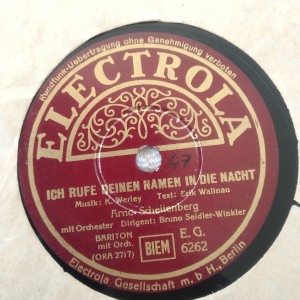 Rundfunk-Uebertragung ohne Genehmigung verboten
ELECTROLA
47
ICH RUFE DEINEN NAMEN IN DIE NACHT
Musik: K. Werley Text: Erik Wallnau
Arno Schellenberg
mit Orchester Dirigent: Bruno Seidler-Winkler
BARITON
mit Orch.
(ORA 2717)
BIEM
E. G.
6262
Electrola Gesellschaft m. b. H., Berlin